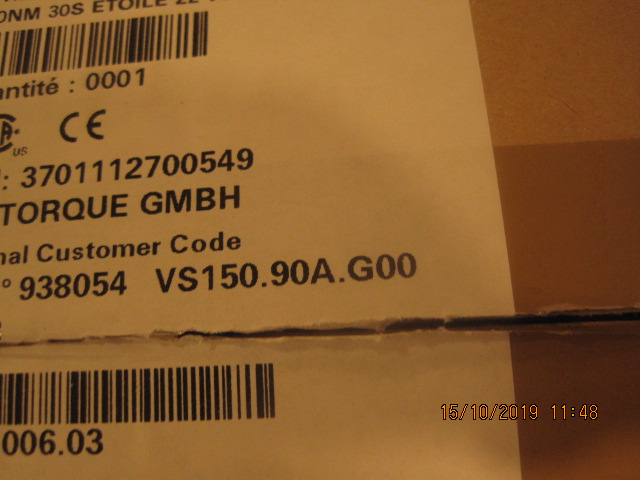 0NM 30S ETOILE
antité : 0001
CE
US
: 3701112700549
TORQUE GMBH
nal Customer Code
° 938054 VS150.90A.G00
006.03
15/10/2019 11:48